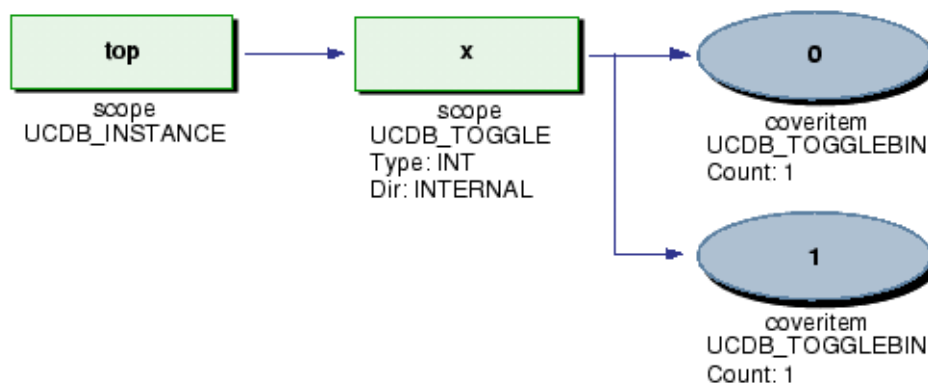 top
scope
UCDB_INSTANCE
x
scope
UCDB_TOGGLE
Type: INT
Dir: INTERNAL
0
coveritem
UCDB_TOGGLEBIN
Count: 1
1
coveritem
UCDB_TOGGLEBIN
Count: 1